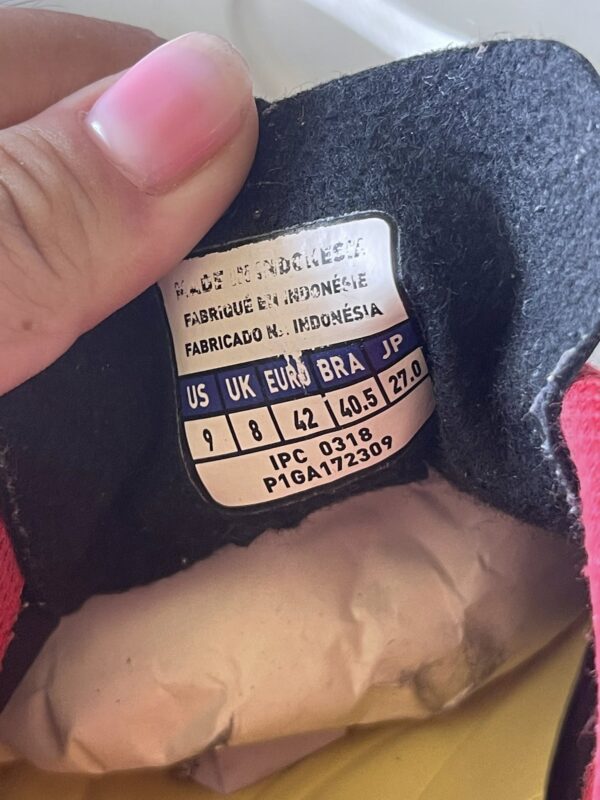 MADE IN INDONESIA
FABRIQUÉ EN INDONÉSIE
FABRICADO NA INDONÉSIA
US UK EURO BRA JP
9 8 42 40.5 27.0
IPC 0318
P1GA172309